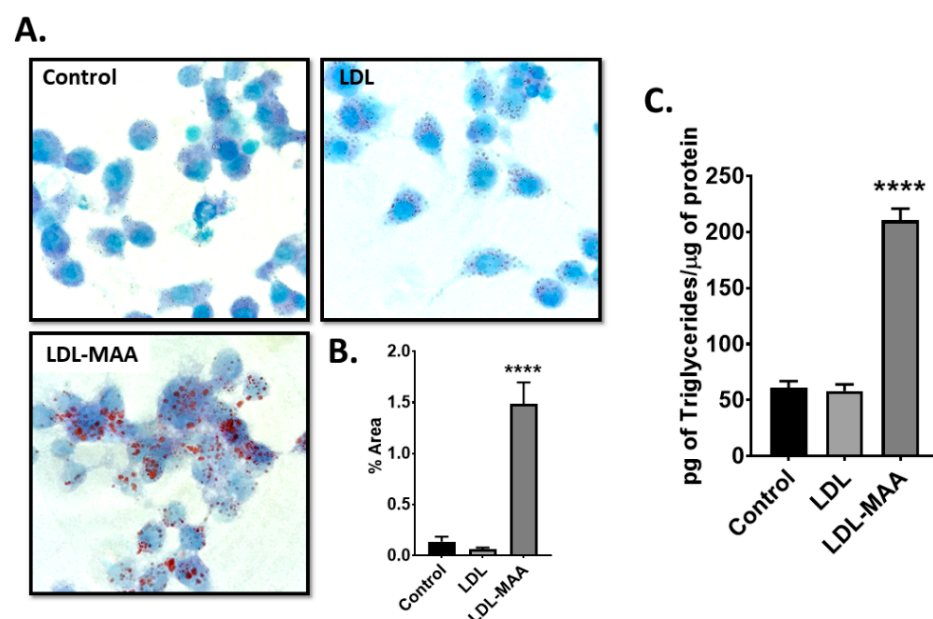 A.
Control
LDL
LDL-MAA
B.
% Area
2.0
1.5
1.0
0.5
0.0
****
Control
LDL
LDL-MAA
C.
pg of Triglycerides/μg of protein
250
200
150
100
50
0
****
Control
LDL
LDL-MAA